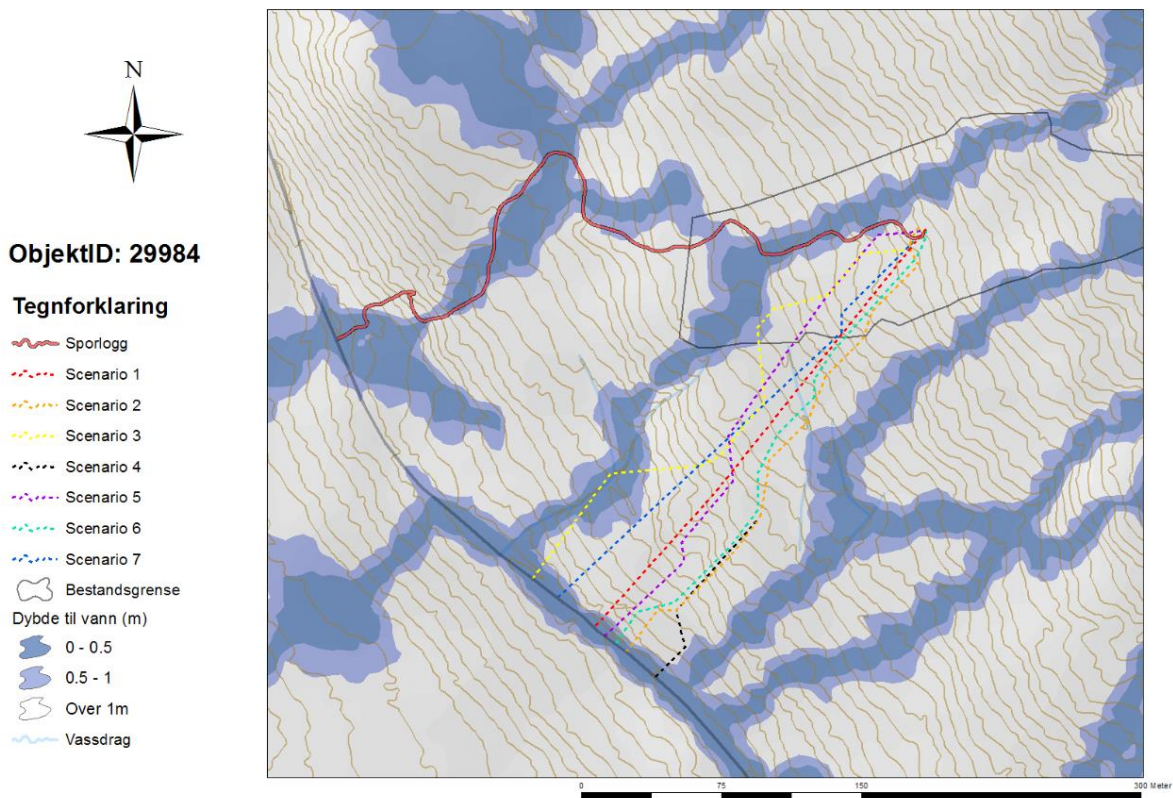 N
ObjektID: 29984
Tegnforklaring
Sporlogg
Scenario 1
Scenario 2
Scenario 3
Scenario 4
Scenario 5
Scenario 6
Scenario 7
Bestandsgrense
Dybde til vann (m)
0 - 0.5
0.5 - 1
Over 1m
Vassdrag
0 75 150 300 Meter